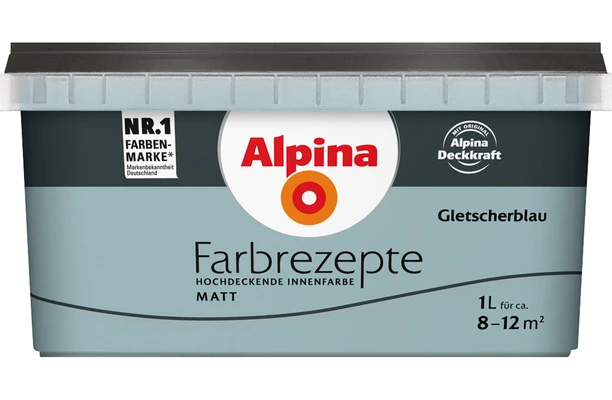 NR.1
FARBEN-
MARKE*
Markenbekanntheit
Deutschland
Alpina
MIT ORIGINAL
Alpina
Deckkraft
Gletscherblau
Farbrezepte
HOCHDECKENDE INNENFARBE
MATT
1L für ca.
8–12 m²